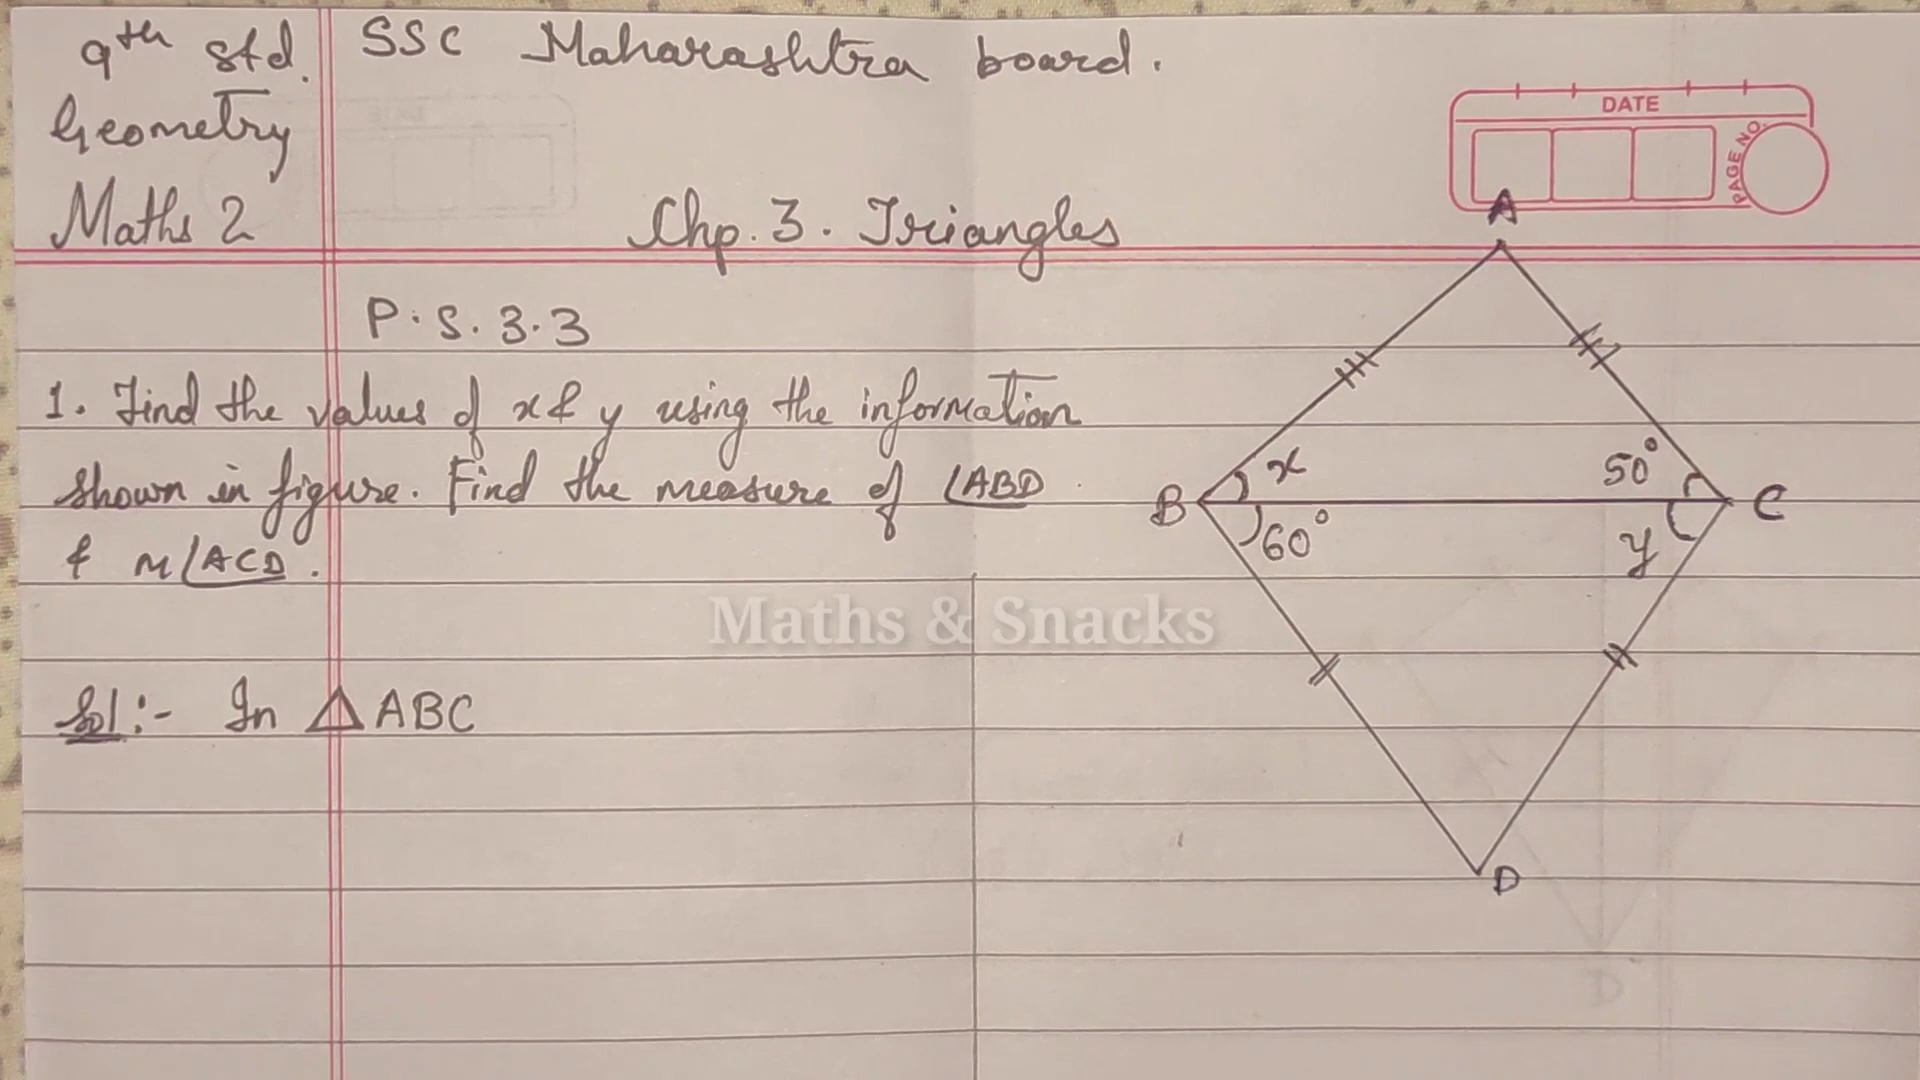 9th std. SSC Maharashtra board.
Geometry
Maths 2
Chp. 3. Triangles
DATE
PAGE NO.
P.S. 3.3
1. Find the values of x & y using the information
shown in figure. Find the measure of ∠ABD
& m∠ACD.
Sol:- In △ABC
A
x
50°
B
C
60°
y
D
Maths & Snacks